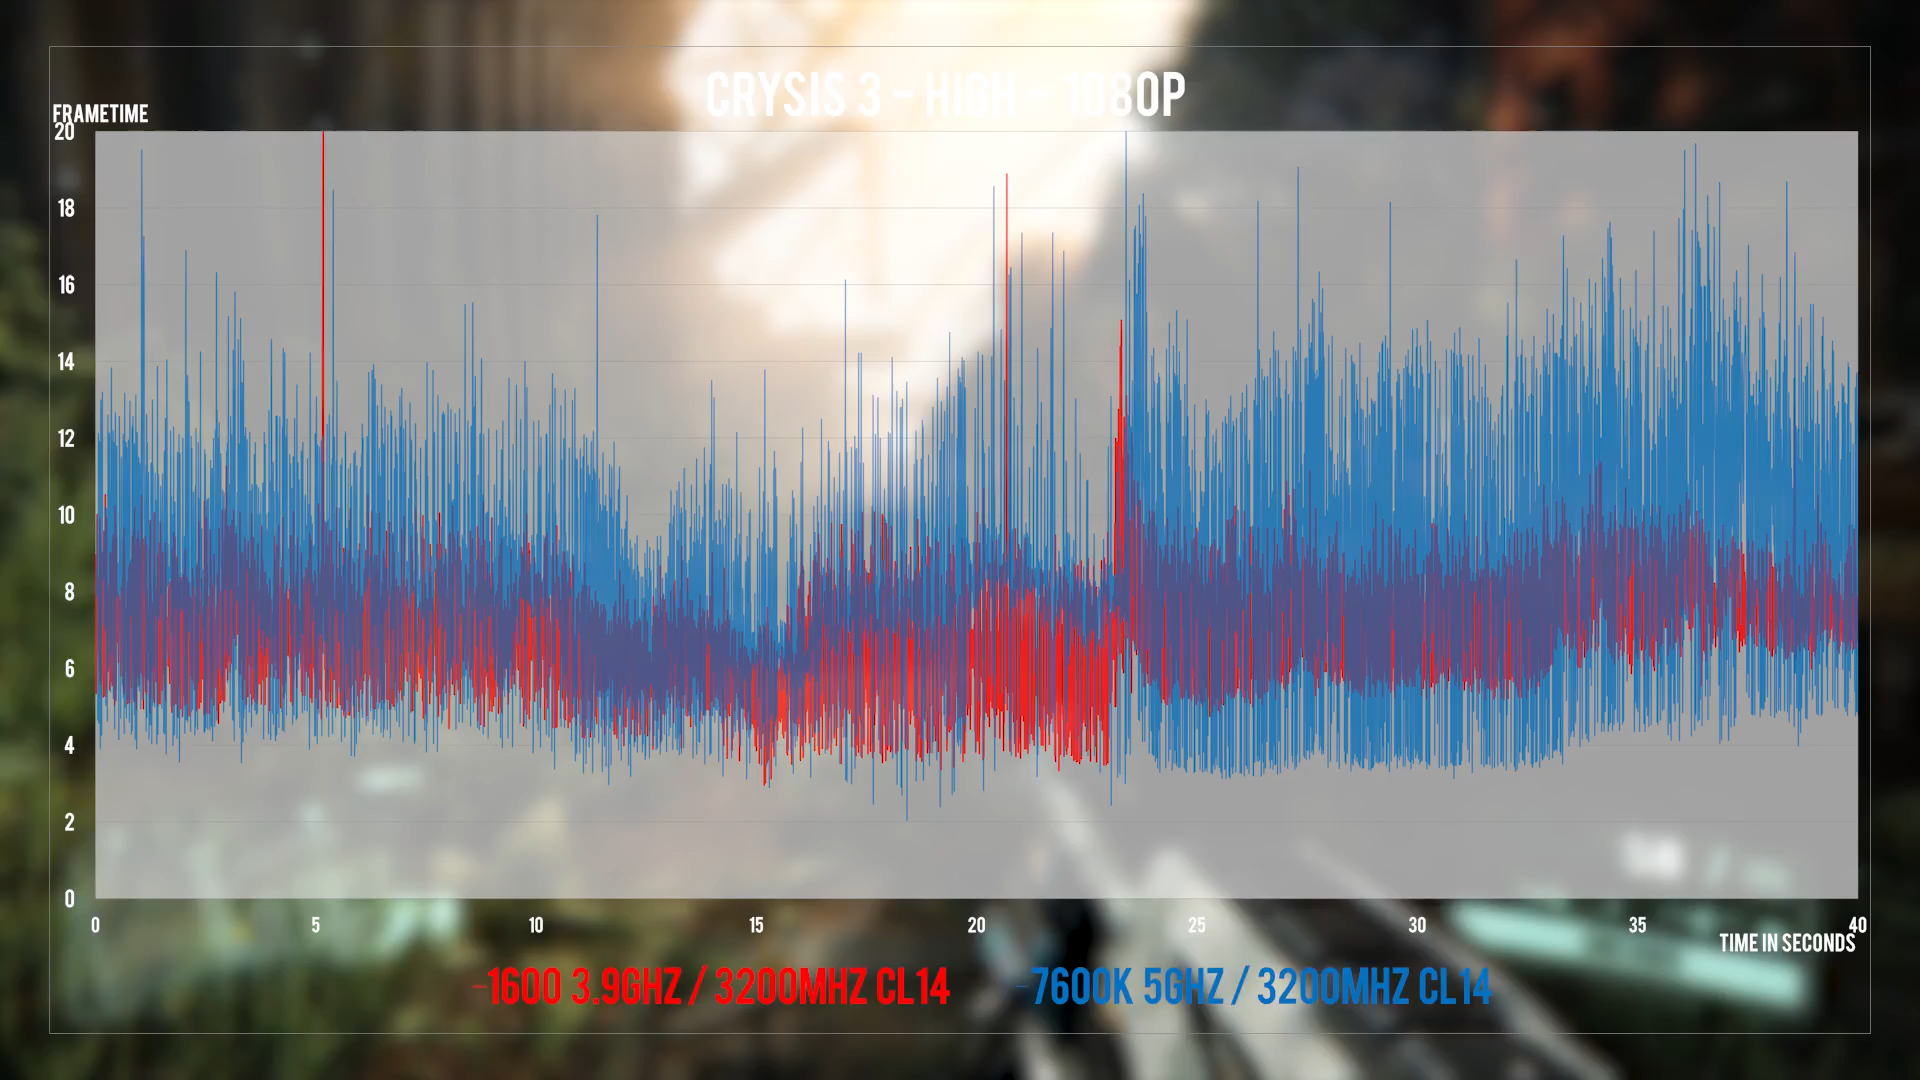 CRYSIS 3 - HIGH - 1080P
FRAMETIME
20
18
16
14
12
10
8
6
4
2
0
0 5 10 15 20 25 30 35 40
TIME IN SECONDS
-1600 3.9GHZ / 3200MHZ CL14 -7600K 5GHZ / 3200MHZ CL14